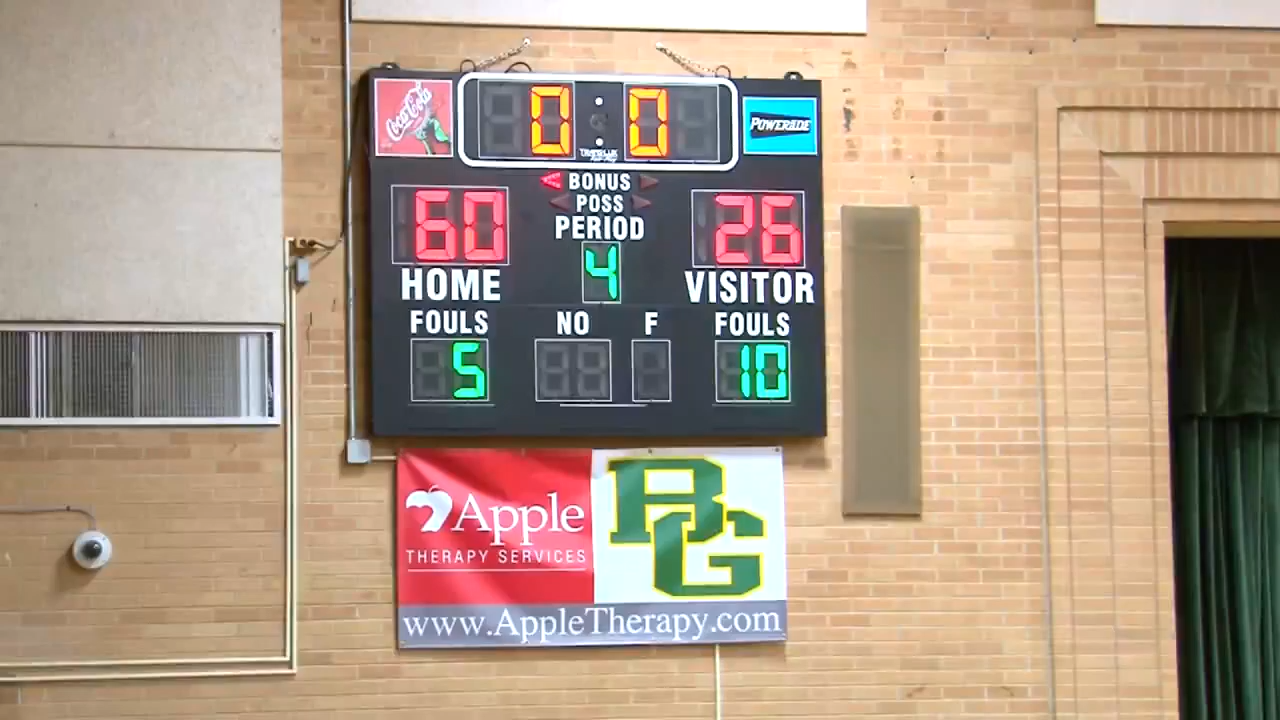 Coca-Cola
0:0
POWERADE
BONUS
POSS
PERIOD
60
26
4
HOME
VISITOR
FOULS
NO
F
FOULS
5
10
Apple
THERAPY SERVICES
BG
www.AppleTherapy.com